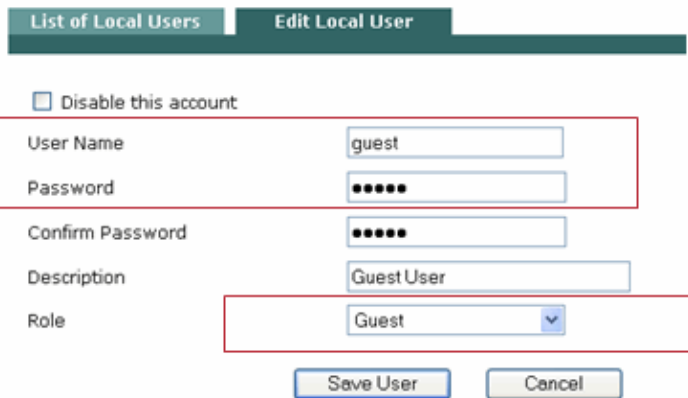 List of Local Users Edit Local User
Disable this account
User Name guest
Password •••••
Confirm Password •••••
Description Guest User
Role Guest
Save User Cancel